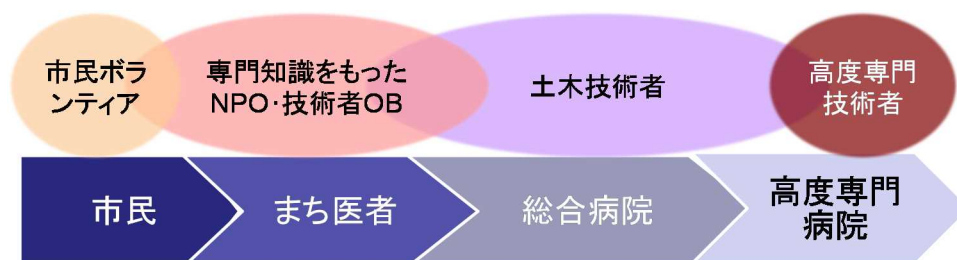 市民ボラ
ンティア
専門知識をもった
NPO・技術者OB
土木技術者
高度専門
技術者
市民
まち医者
総合病院
高度専門
病院